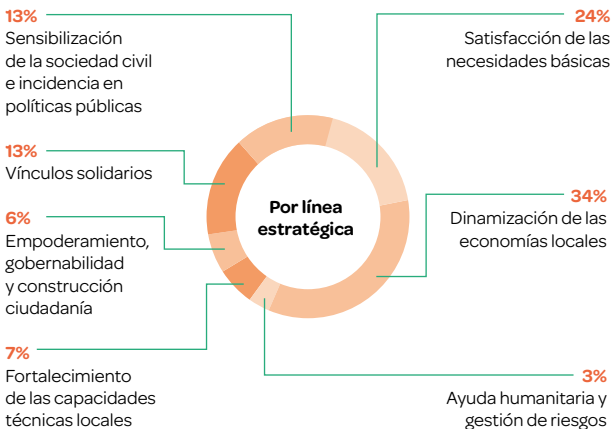 13%
Sensibilización
de la sociedad civil
e incidencia en
políticas públicas
13%
Vínculos solidarios
6%
Empoderamiento,
gobernabilidad
y construcción
ciudadanía
7%
Fortalecimiento
de las capacidades
técnicas locales
Por línea
estratégica
24%
Satisfacción de las
necesidades básicas
34%
Dinamización de las
economías locales
3%
Ayuda humanitaria y
gestión de riesgos